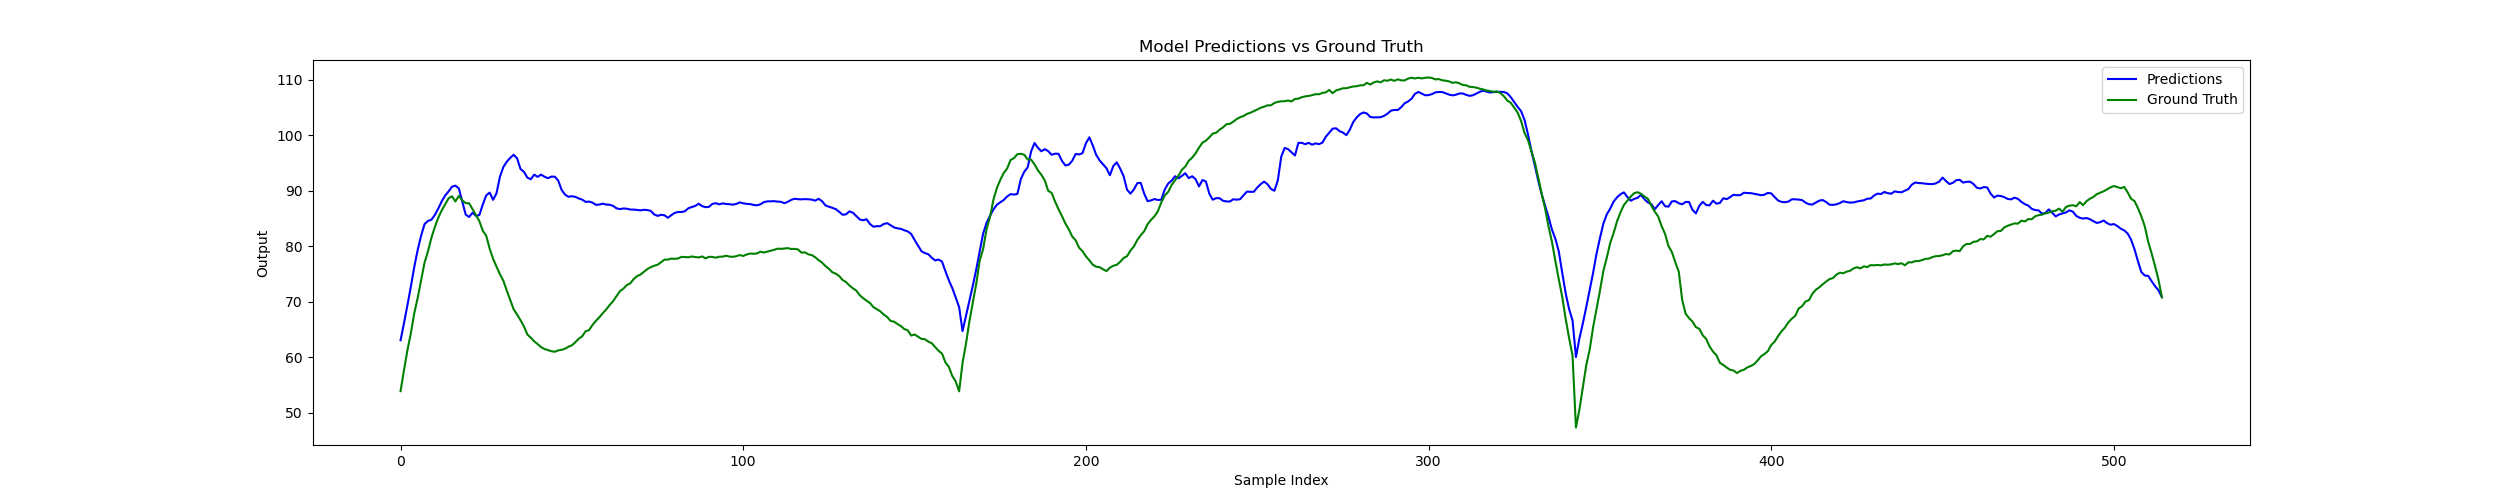 Model Predictions vs Ground Truth
Predictions
Ground Truth
110
100
90
80
70
60
50
Output
0
100
200
300
400
500
Sample Index